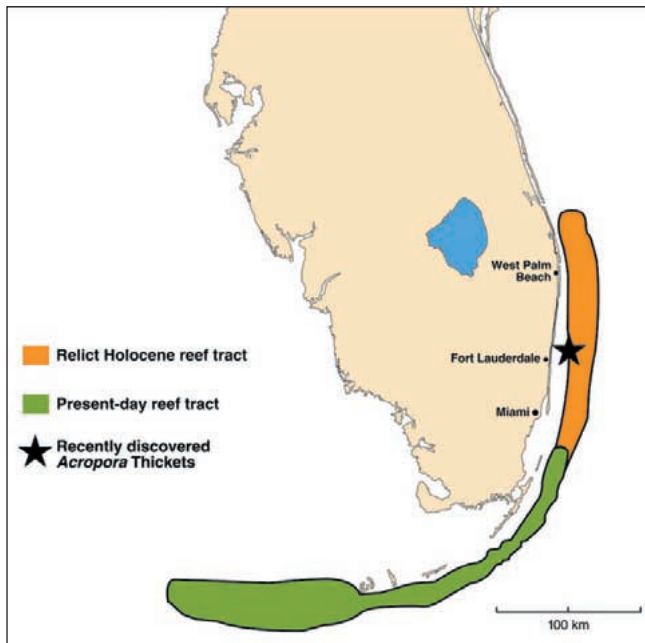 West Palm
Beach
Relict Holocene reef tract
Fort Lauderdale
Present-day reef tract
Miami
Recently discovered
Acropora Thickets
100 km